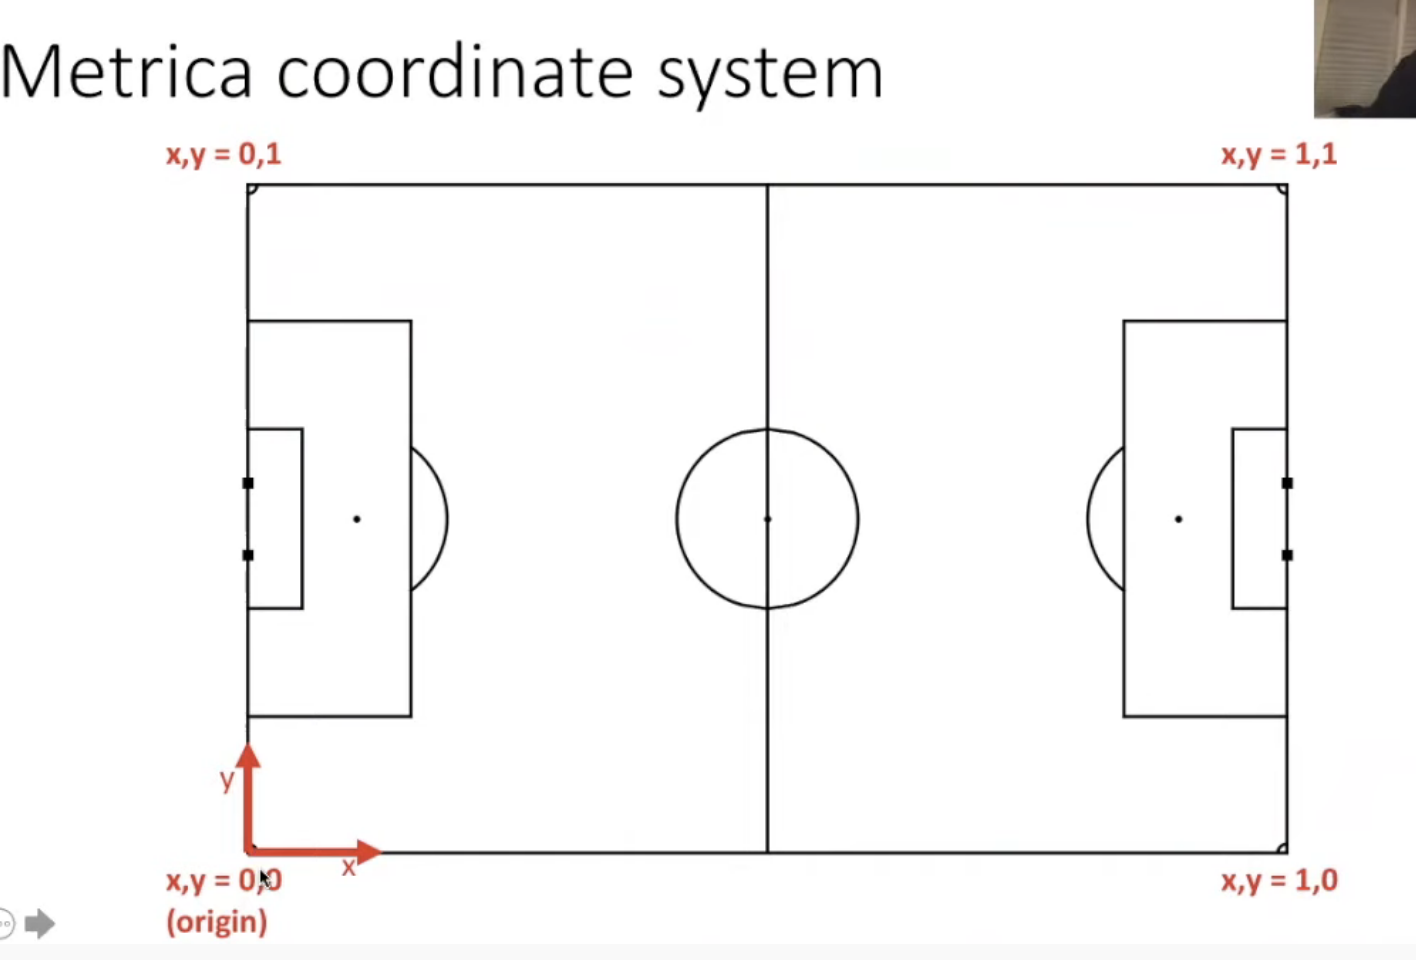 Metrica coordinate system
x,y = 0,1
x,y = 1,1
y
x
x,y = 0,0
x,y = 1,0
(origin)